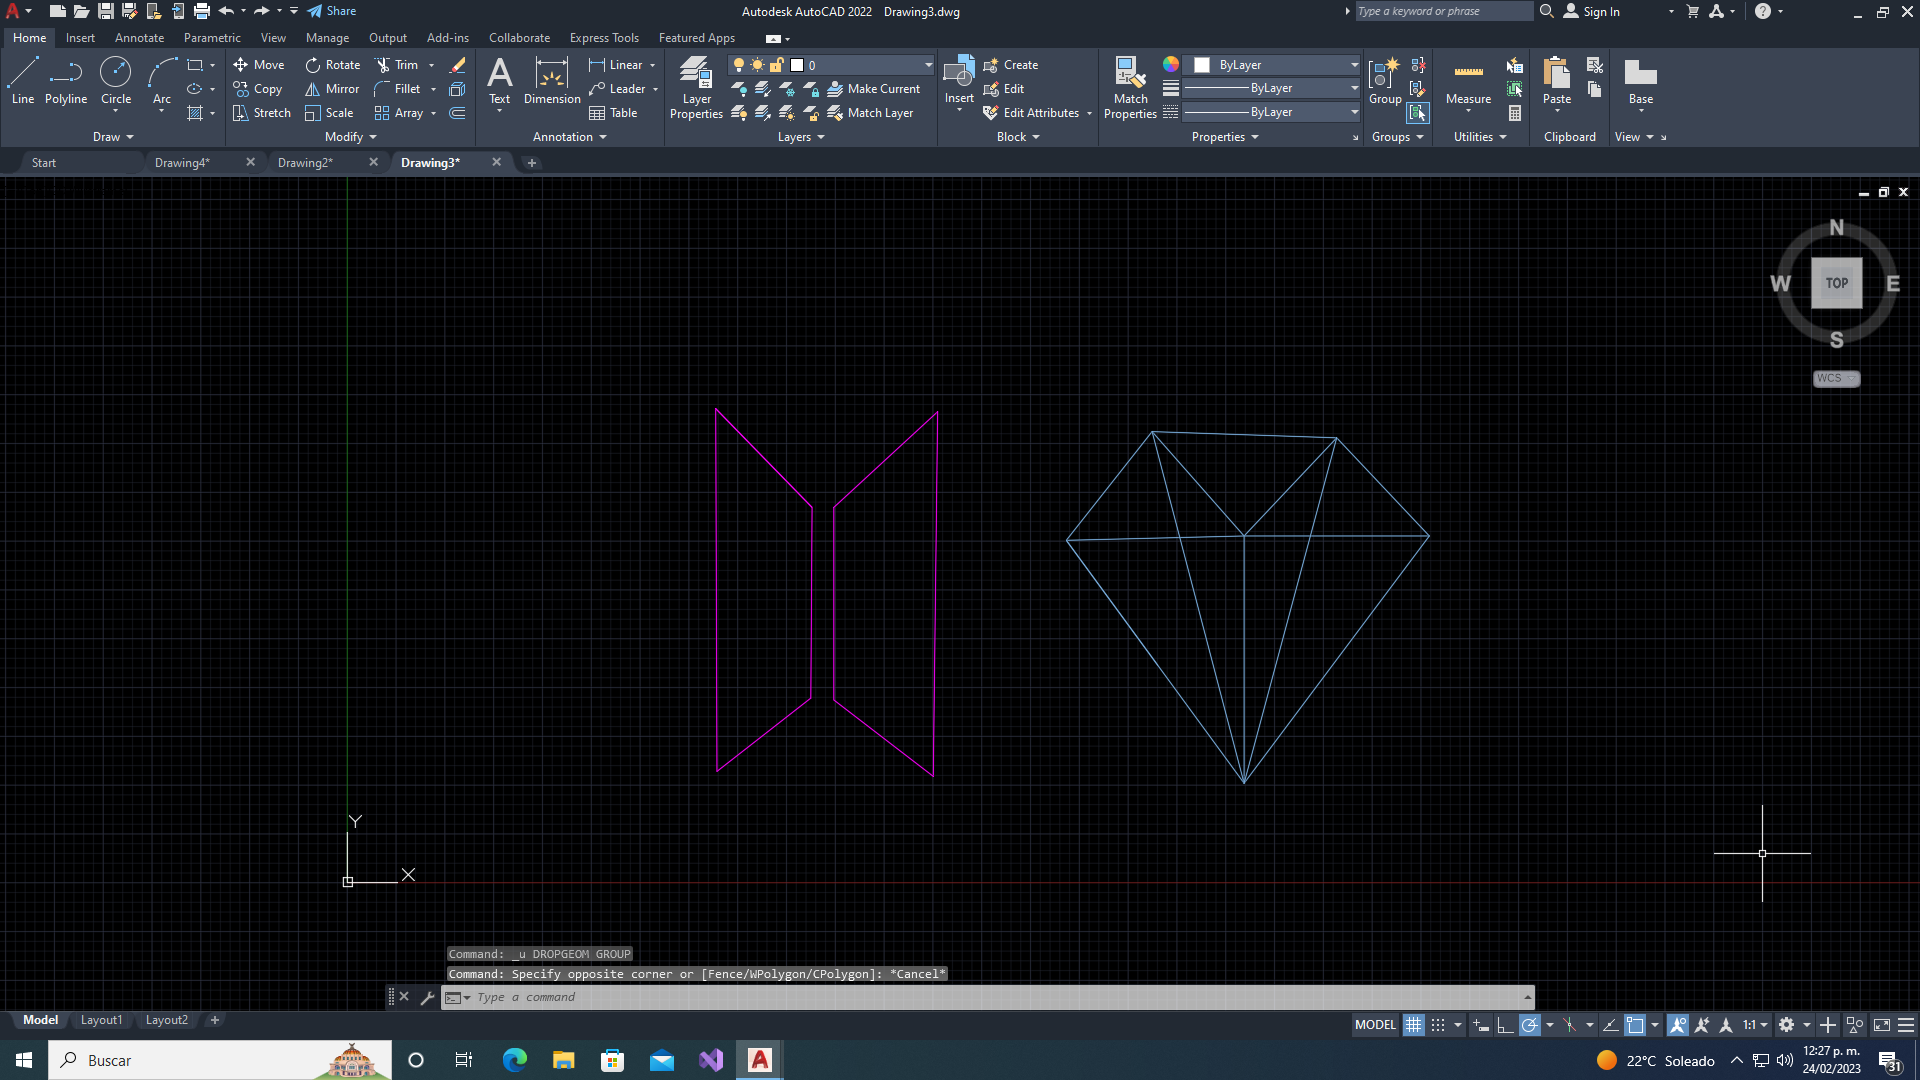 Share
Autodesk AutoCAD 2022 Drawing3.dwg
Type a keyword or phrase
Sign In
Home Insert Annotate Parametric View Manage Output Add-ins Collaborate Express Tools Featured Apps
Line Polyline Circle Arc
Draw
Move Rotate Trim
Copy Mirror Fillet
Stretch Scale Array
Modify
Text Dimension
Linear
Leader
Table
Annotation
Layer Properties
0
Make Current
Match Layer
Layers
Insert
Create
Edit
Edit Attributes
Block
Match Properties
ByLayer
ByLayer
ByLayer
Properties
Group
Groups
Measure
Utilities
Paste
Clipboard
Base
View
Start Drawing4* Drawing2* Drawing3*
N
W TOP E
S
WCS
Y
X
Command: _u DROPGEOM GROUP
Command: Specify opposite corner or [Fence/WPolygon/CPolygon]: *Cancel*
Type a command
Model Layout1 Layout2
MODEL 1:1
Buscar
22°C Soleado
12:27 p. m.
24/02/2023
31